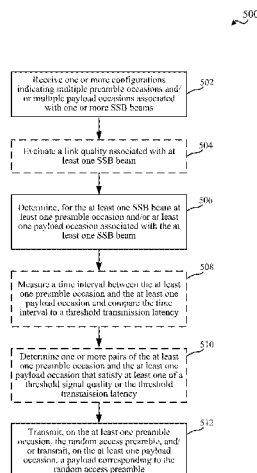 500
Receive one or more configurations
indicating multiple preamble occasions and/
or multiple payload occasions associated
with one or more SSB beams
502
Evaluate a link quality associated with at
least one SSB beam
504
Determine, for the at least one SSB beam at
least one preamble occasion and/or at least
one payload occasion associated with the at
least one SSB beam
506
Measure a time interval between the at least
one preamble occasion and the at least one
payload occasion and compare the time
interval to a threshold transmission latency
508
Determine one or more pairs of the at least
one preamble occasion and the at least one
payload occasion that satisfy at least one of a
threshold signal quality or the threshold
transmission latency
510
Transmit, on the at least one preamble
occasion, the random access preamble, and/
or transmit, on the at least one payload
occasion, a payload corresponding to the
random access preamble
512